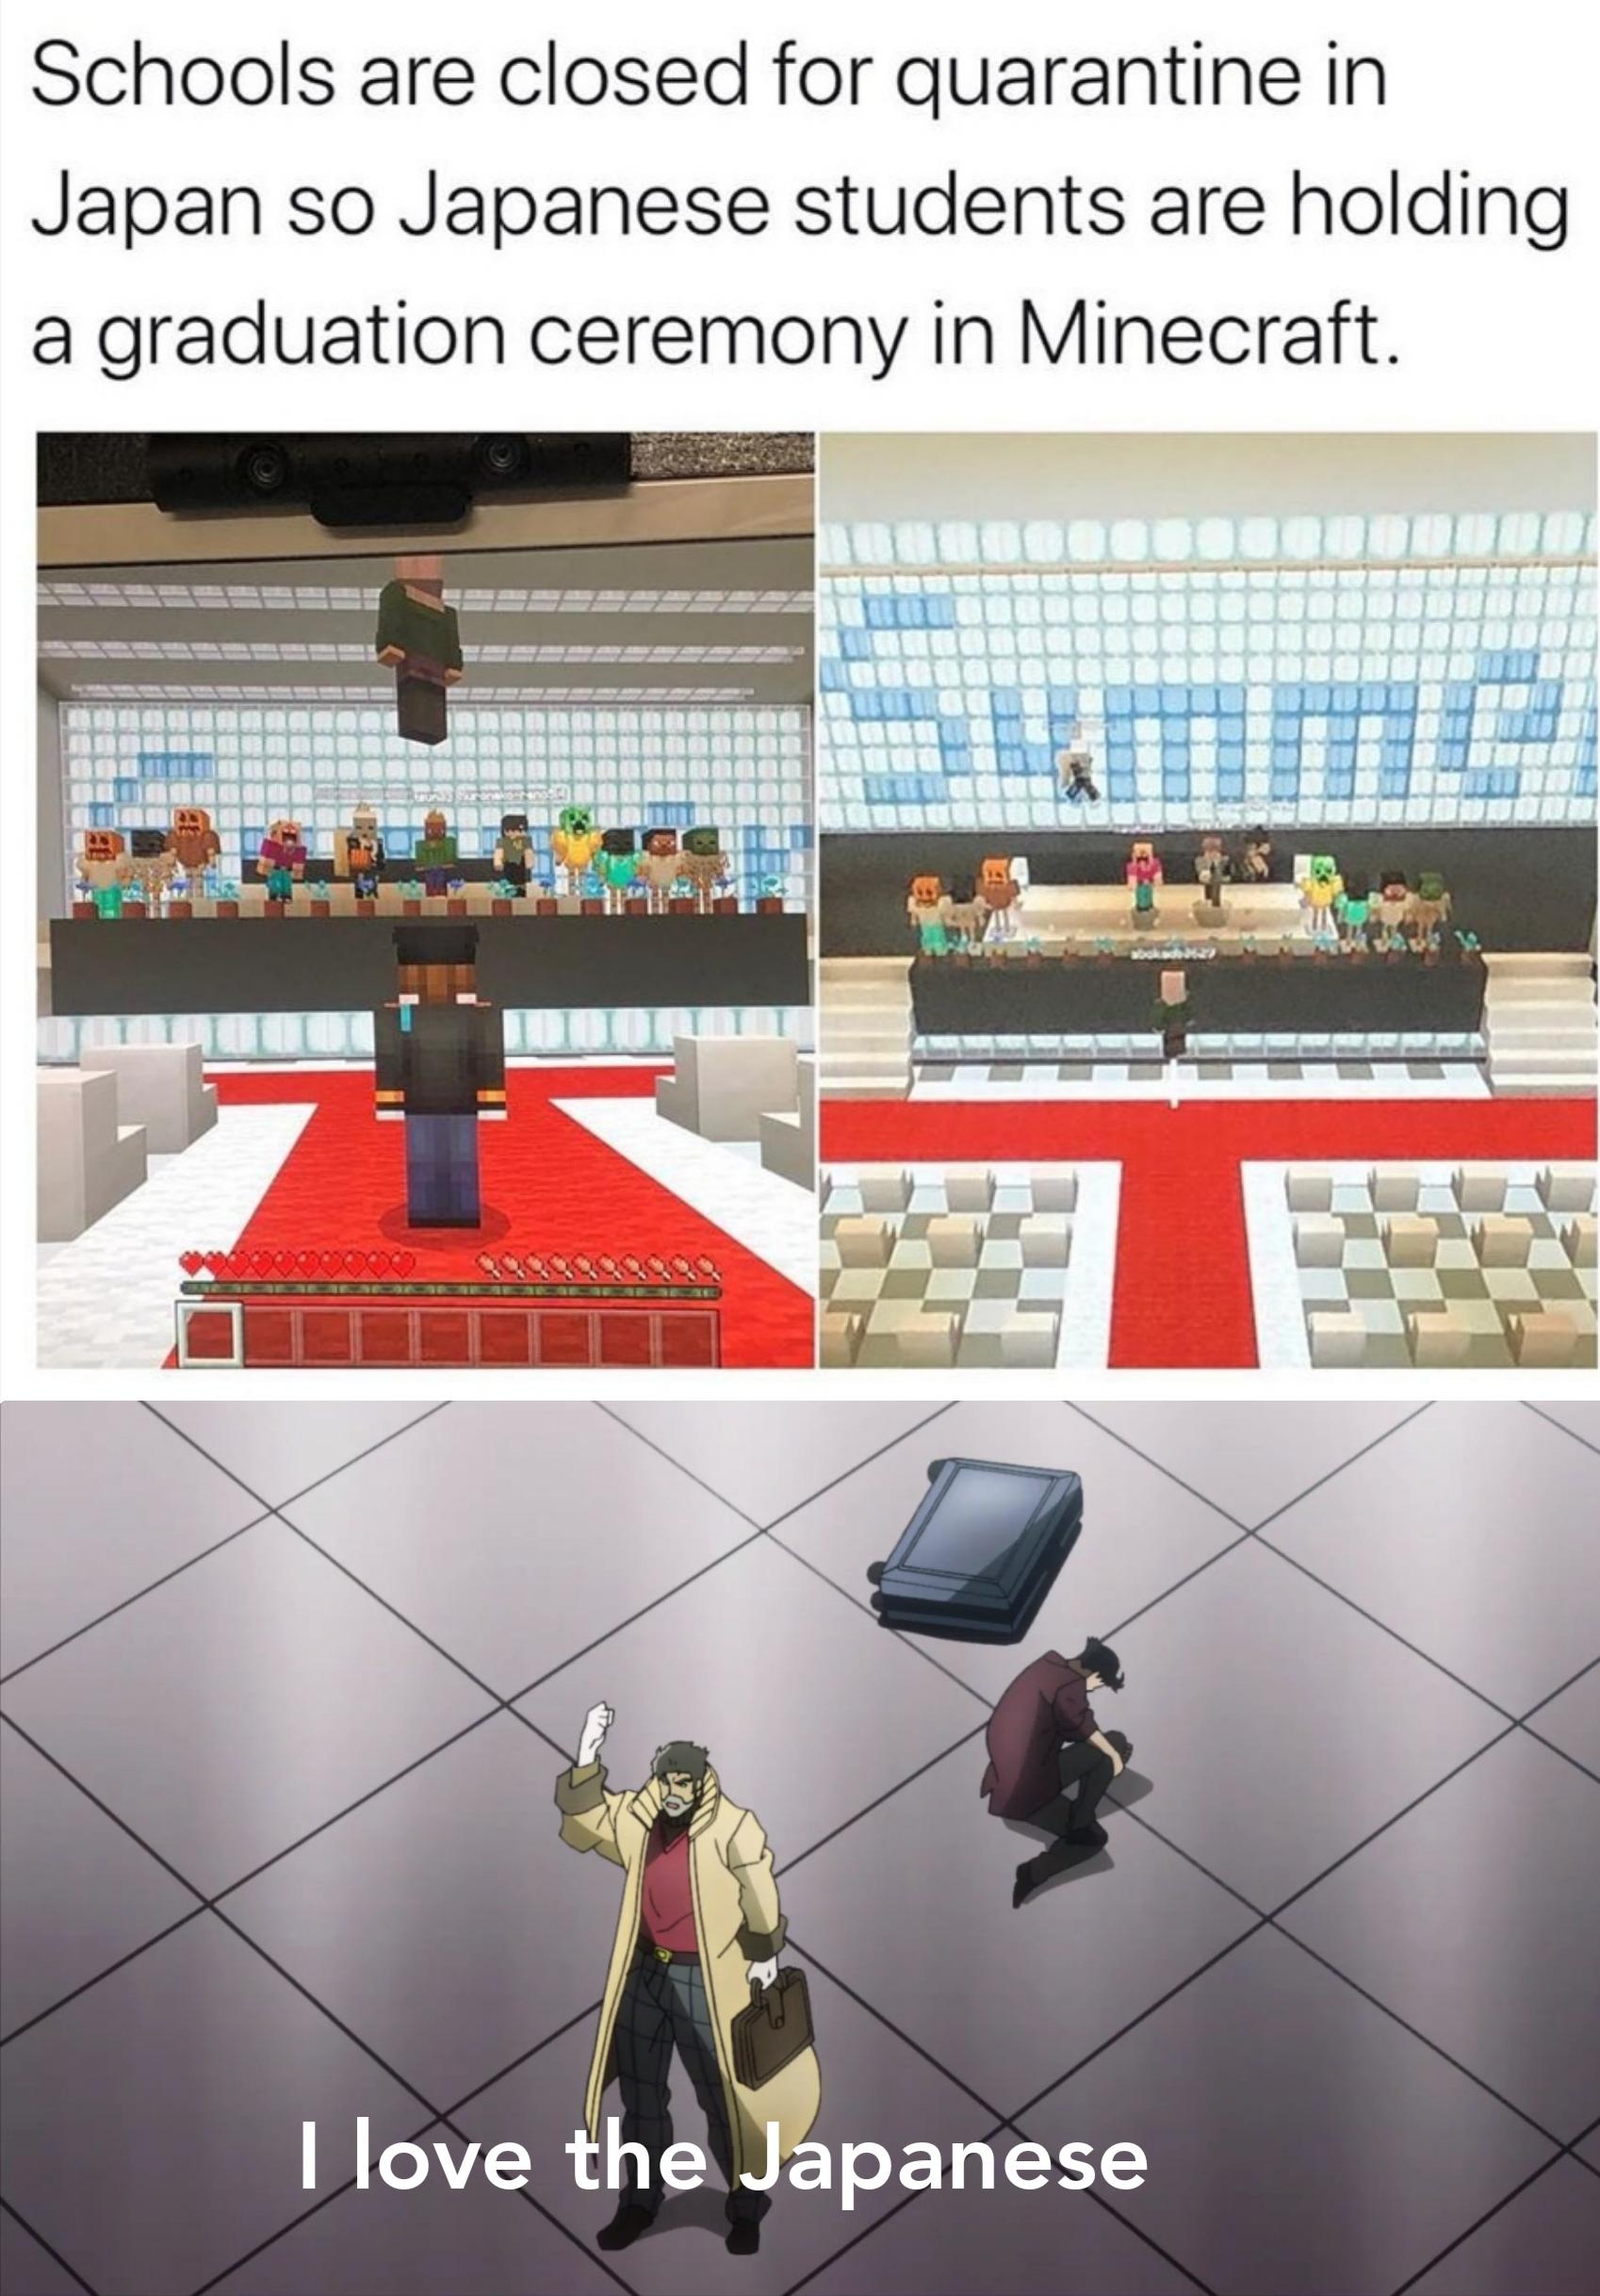 Schools are closed for quarantine in
Japan so Japanese students are holding
a graduation ceremony in Minecraft.
I love the Japanese